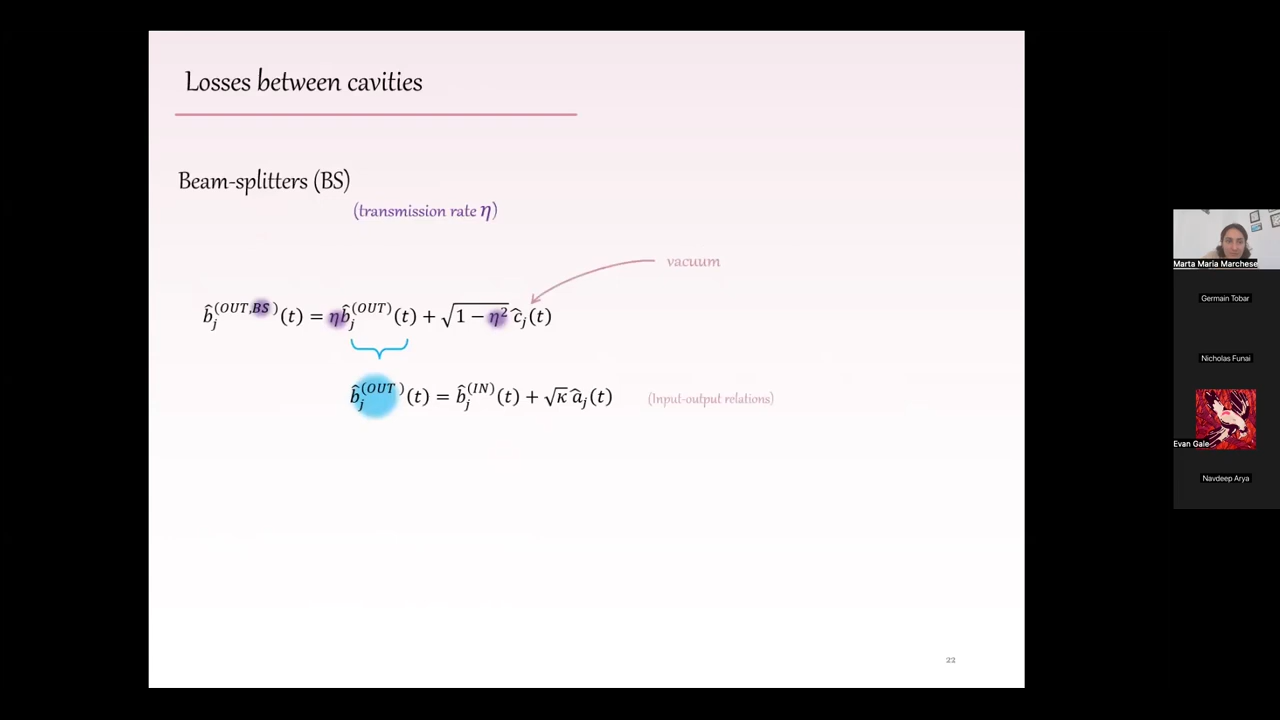 Losses between cavities
Beam-splitters (BS)
(transmission rate η)
vacuum
b̂ⱼ^(OUT,BS)(t) = ηb̂ⱼ^(OUT)(t) + √(1 − η²) ĉⱼ(t)
b̂ⱼ^(OUT)(t) = b̂ⱼ^(IN)(t) + √κ âⱼ(t)
(Input-output relations)
22
Marta Maria Marchese
Germain Tobar
Nicholas Funai
Evan Gale
Navdeep Arya